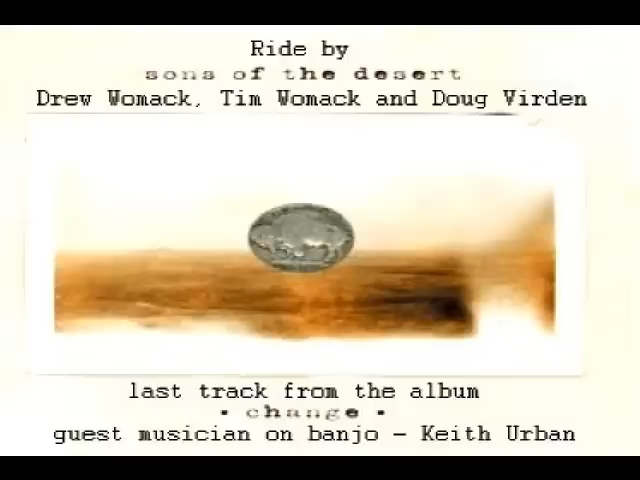 Ride by
sons of the desert
Drew Womack, Tim Womack and Doug Virden
last track from the album
• change •
guest musician on banjo – Keith Urban